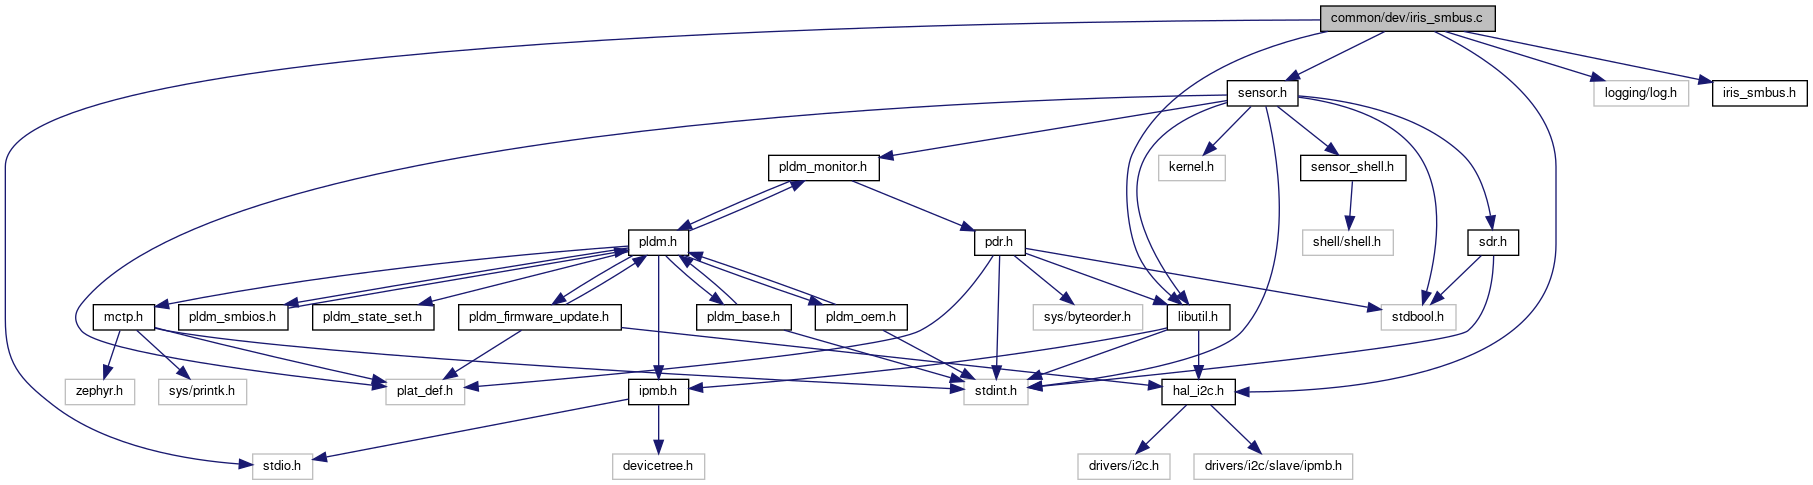 common/dev/iris_smbus.c
sensor.h
logging/log.h
iris_smbus.h
pldm_monitor.h
kernel.h
sensor_shell.h
pldm.h
pdr.h
shell/shell.h
sdr.h
mctp.h
pldm_smbios.h
pldm_state_set.h
pldm_firmware_update.h
pldm_base.h
pldm_oem.h
sys/byteorder.h
libutil.h
stdbool.h
zephyr.h
sys/printk.h
plat_def.h
ipmb.h
stdint.h
hal_i2c.h
stdio.h
devicetree.h
drivers/i2c.h
drivers/i2c/slave/ipmb.h